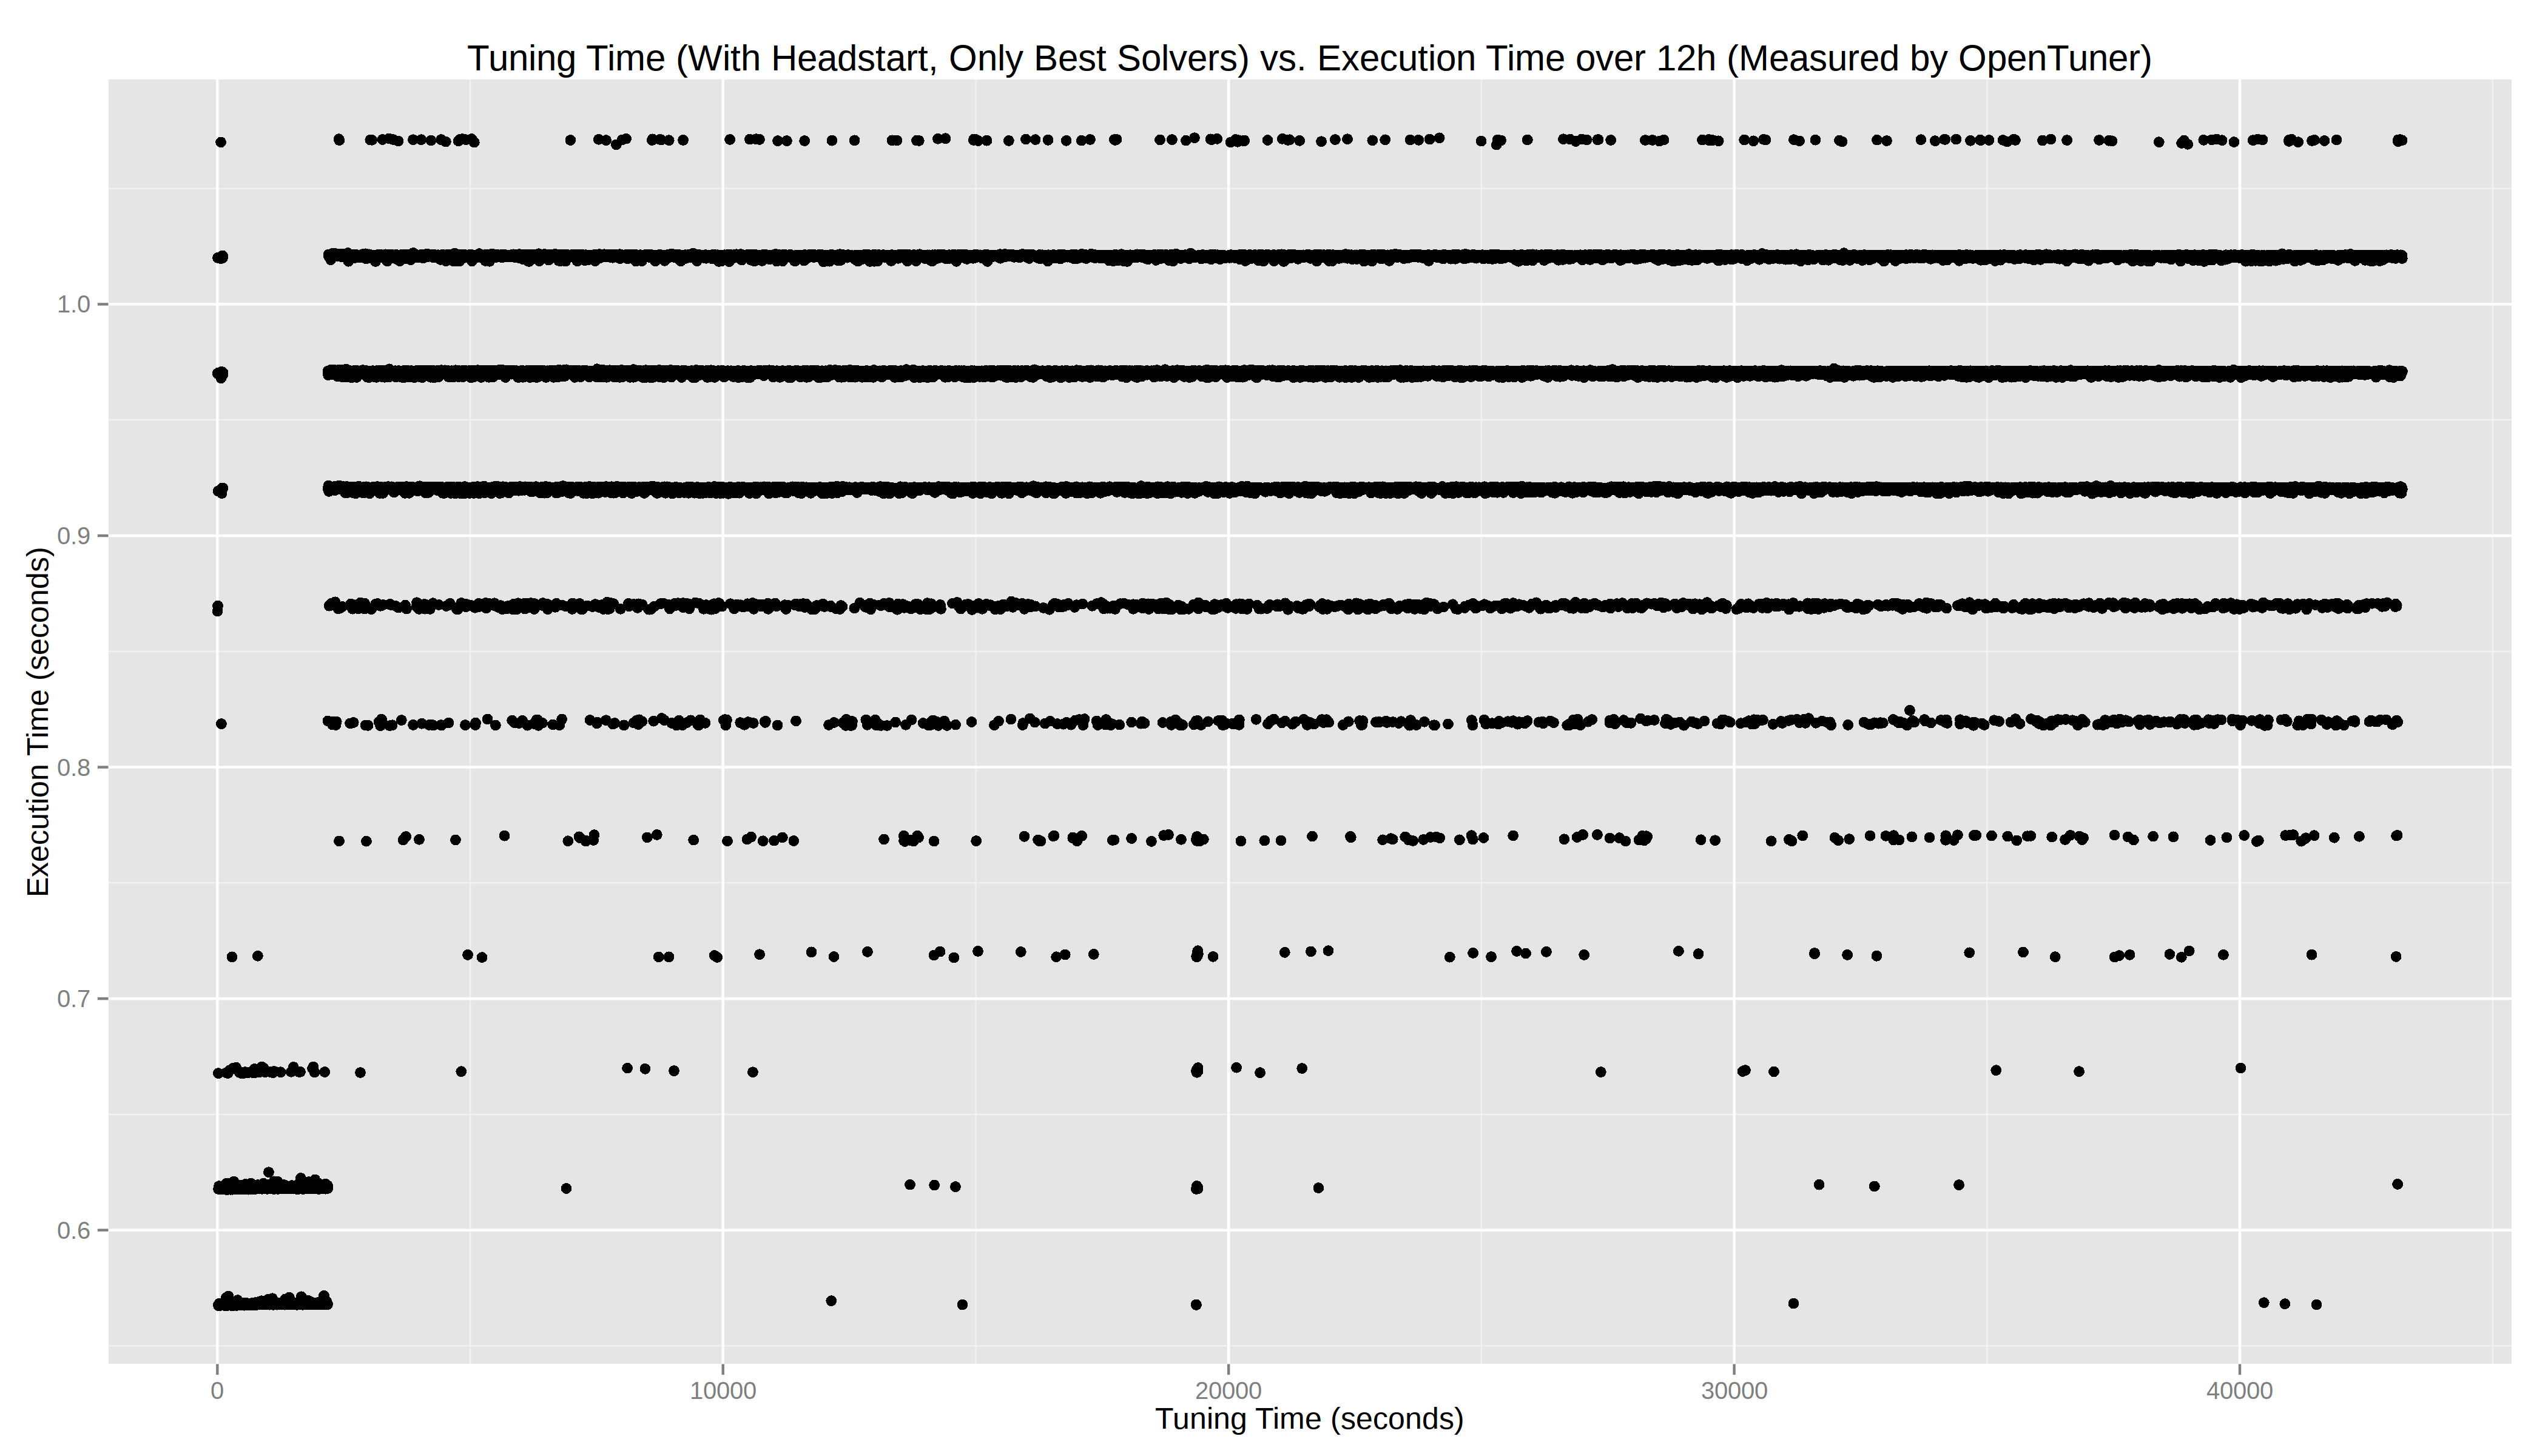 Tuning Time (With Headstart, Only Best Solvers) vs. Execution Time over 12h (Measured by OpenTuner)
Execution Time (seconds)
1.0
0.9
0.8
0.7
0.6
0 10000 20000 30000 40000
Tuning Time (seconds)